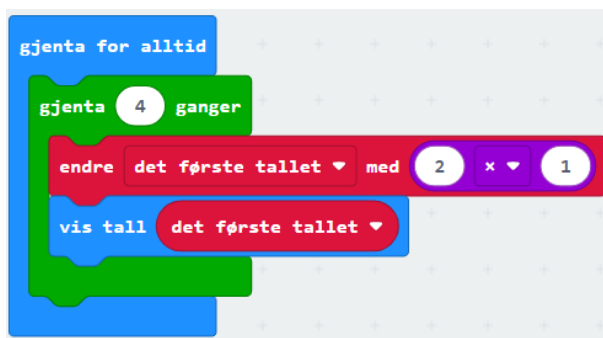 gjenta for alltid
gjenta 4 ganger
endre det første tallet med 2 × 1
vis tall det første tallet